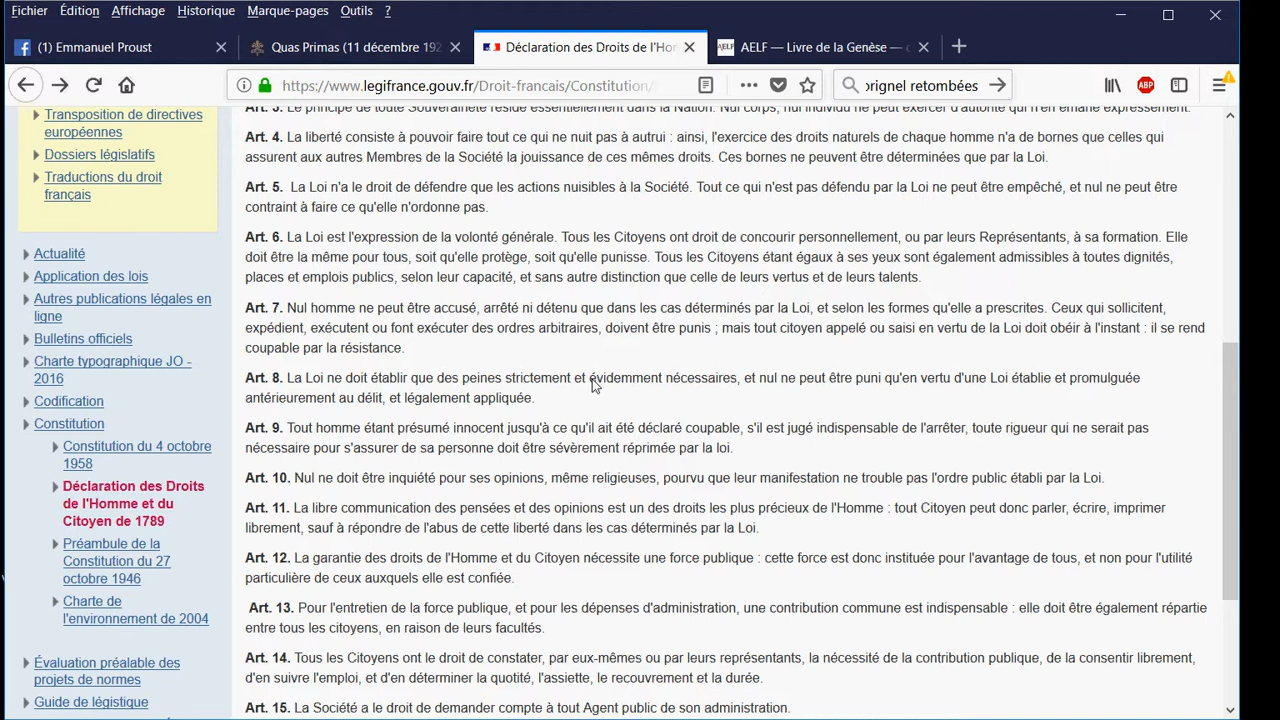 Fichier Édition Affichage Historique Marque-pages Outils ?
(1) Emmanuel Proust
Quas Primas (11 décembre 192
Déclaration des Droits de l'Hor
AELF — Livre de la Genèse —
https://www.legifrance.gouv.fr/Droit-francais/Constitution/
orignel retombées
ABP
Transposition de directives
européennes
Dossiers législatifs
Traductions du droit
français
Actualité
Application des lois
Autres publications légales en
ligne
Bulletins officiels
Charte typographique JO -
2016
Codification
Constitution
Constitution du 4 octobre
1958
Déclaration des Droits
de l'Homme et du
Citoyen de 1789
Préambule de la
Constitution du 27
octobre 1946
Charte de
l'environnement de 2004
Évaluation préalable des
projets de normes
Guide de légistique
Art. 3. Le principe de toute Souveraineté réside essentiellement dans la Nation. Nul corps, nul individu ne peut exercer d'autorité qui n'en émane expressément.
Art. 4. La liberté consiste à pouvoir faire tout ce qui ne nuit pas à autrui : ainsi, l'exercice des droits naturels de chaque homme n'a de bornes que celles qui
assurent aux autres Membres de la Société la jouissance de ces mêmes droits. Ces bornes ne peuvent être déterminées que par la Loi.
Art. 5. La Loi n'a le droit de défendre que les actions nuisibles à la Société. Tout ce qui n'est pas défendu par la Loi ne peut être empêché, et nul ne peut être
contraint à faire ce qu'elle n'ordonne pas.
Art. 6. La Loi est l'expression de la volonté générale. Tous les Citoyens ont droit de concourir personnellement, ou par leurs Représentants, à sa formation. Elle
doit être la même pour tous, soit qu'elle protège, soit qu'elle punisse. Tous les Citoyens étant égaux à ses yeux sont également admissibles à toutes dignités,
places et emplois publics, selon leur capacité, et sans autre distinction que celle de leurs vertus et de leurs talents.
Art. 7. Nul homme ne peut être accusé, arrêté ni détenu que dans les cas déterminés par la Loi, et selon les formes qu'elle a prescrites. Ceux qui sollicitent,
expédient, exécutent ou font exécuter des ordres arbitraires, doivent être punis ; mais tout citoyen appelé ou saisi en vertu de la Loi doit obéir à l'instant : il se rend
coupable par la résistance.
Art. 8. La Loi ne doit établir que des peines strictement et évidemment nécessaires, et nul ne peut être puni qu'en vertu d'une Loi établie et promulguée
antérieurement au délit, et légalement appliquée.
Art. 9. Tout homme étant présumé innocent jusqu'à ce qu'il ait été déclaré coupable, s'il est jugé indispensable de l'arrêter, toute rigueur qui ne serait pas
nécessaire pour s'assurer de sa personne doit être sévèrement réprimée par la loi.
Art. 10. Nul ne doit être inquiété pour ses opinions, même religieuses, pourvu que leur manifestation ne trouble pas l'ordre public établi par la Loi.
Art. 11. La libre communication des pensées et des opinions est un des droits les plus précieux de l'Homme : tout Citoyen peut donc parler, écrire, imprimer
librement, sauf à répondre de l'abus de cette liberté dans les cas déterminés par la Loi.
Art. 12. La garantie des droits de l'Homme et du Citoyen nécessite une force publique : cette force est donc instituée pour l'avantage de tous, et non pour l'utilité
particulière de ceux auxquels elle est confiée.
Art. 13. Pour l'entretien de la force publique, et pour les dépenses d'administration, une contribution commune est indispensable : elle doit être également répartie
entre tous les citoyens, en raison de leurs facultés.
Art. 14. Tous les Citoyens ont le droit de constater, par eux-mêmes ou par leurs représentants, la nécessité de la contribution publique, de la consentir librement,
d'en suivre l'emploi, et d'en déterminer la quotité, l'assiette, le recouvrement et la durée.
Art. 15. La Société a le droit de demander compte à tout Agent public de son administration.